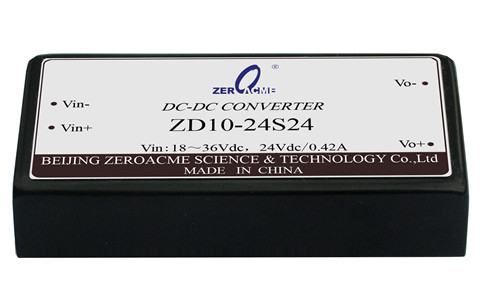 ZEROACME ®
Vo-
Vin-
DC-DC CONVERTER
Vin+
ZD10-24S24
Vo+
Vin:18～36Vdc, 24Vdc/0.42A
BEIJING ZEROACME SCIENCE & TECHNOLOGY Co.,Ltd
MADE IN CHINA